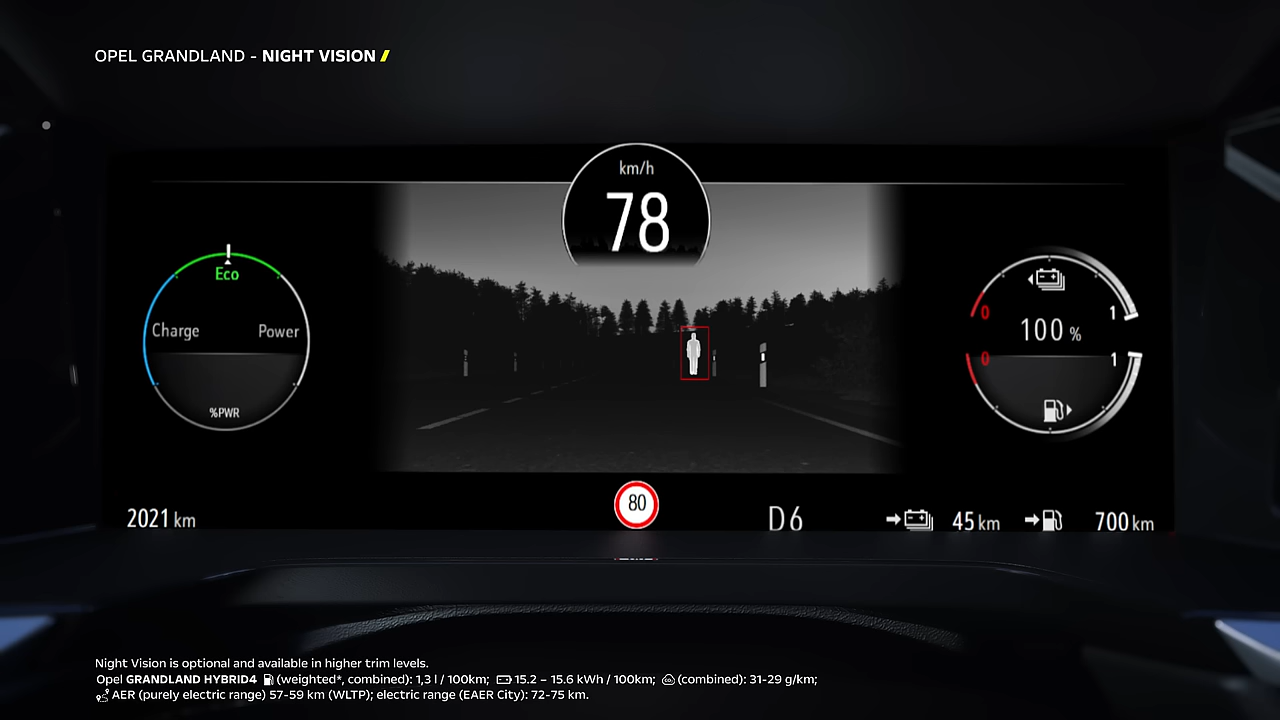 OPEL GRANDLAND - NIGHT VISION
km/h
78
Eco
Charge Power
%PWR
0 1
100 %
0 1
80
2021 km
D6
45 km
700 km
Night Vision is optional and available in higher trim levels.
Opel GRANDLAND HYBRID4 (weighted*, combined): 1,3 l / 100km; 15.2 – 15.6 kWh / 100km; (combined): 31-29 g/km;
AER (purely electric range) 57-59 km (WLTP); electric range (EAER City): 72-75 km.